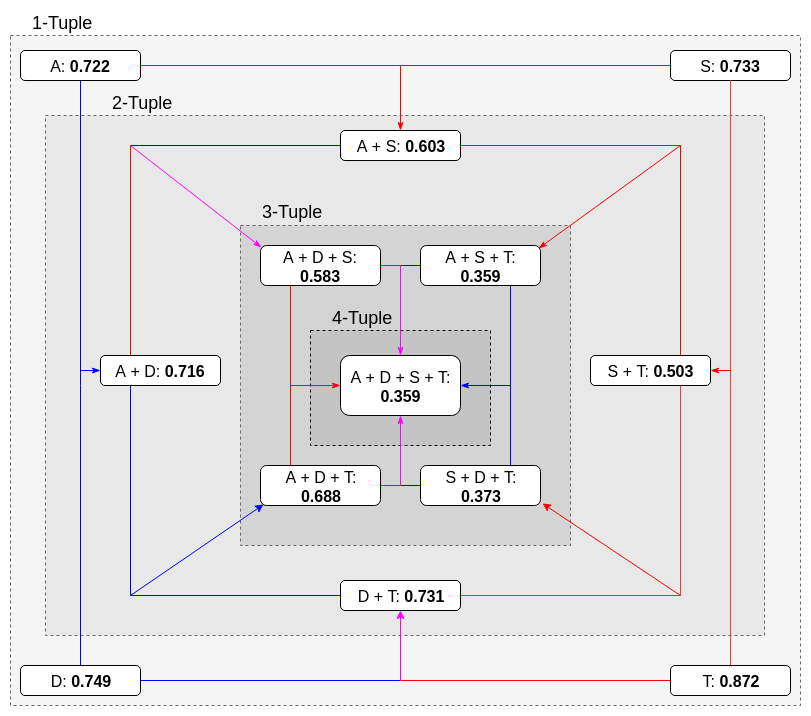 1-Tuple
A: 0.722
S: 0.733
2-Tuple
A + S: 0.603
3-Tuple
A + D + S:
0.583
A + S + T:
0.359
4-Tuple
A + D: 0.716
A + D + S + T:
0.359
S + T: 0.503
A + D + T:
0.688
S + D + T:
0.373
D + T: 0.731
D: 0.749
T: 0.872